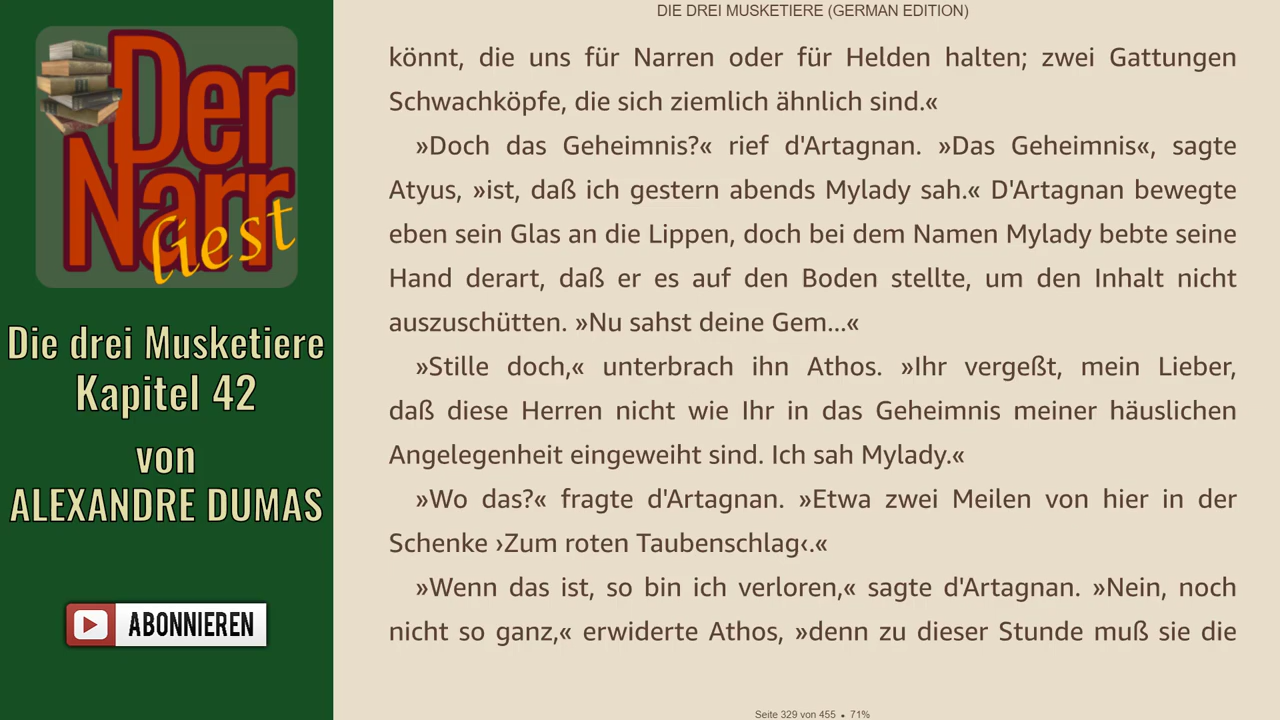 Der
Narr
liest
Die drei Musketiere
Kapitel 42
von
ALEXANDRE DUMAS
ABONNIEREN
DIE DREI MUSKETIERE (GERMAN EDITION)
könnt, die uns für Narren oder für Helden halten; zwei Gattungen
Schwachköpfe, die sich ziemlich ähnlich sind.«
»Doch das Geheimnis?« rief d'Artagnan. »Das Geheimnis«, sagte
Atyus, »ist, daß ich gestern abends Mylady sah.« D'Artagnan bewegte
eben sein Glas an die Lippen, doch bei dem Namen Mylady bebte seine
Hand derart, daß er es auf den Boden stellte, um den Inhalt nicht
auszuschütten. »Nu sahst deine Gem...«
»Stille doch,« unterbrach ihn Athos. »Ihr vergeßt, mein Lieber,
daß diese Herren nicht wie Ihr in das Geheimnis meiner häuslichen
Angelegenheit eingeweiht sind. Ich sah Mylady.«
»Wo das?« fragte d'Artagnan. »Etwa zwei Meilen von hier in der
Schenke ›Zum roten Taubenschlag‹.«
»Wenn das ist, so bin ich verloren,« sagte d'Artagnan. »Nein, noch
nicht so ganz,« erwiderte Athos, »denn zu dieser Stunde muß sie die
Seite 329 von 455 • 71%